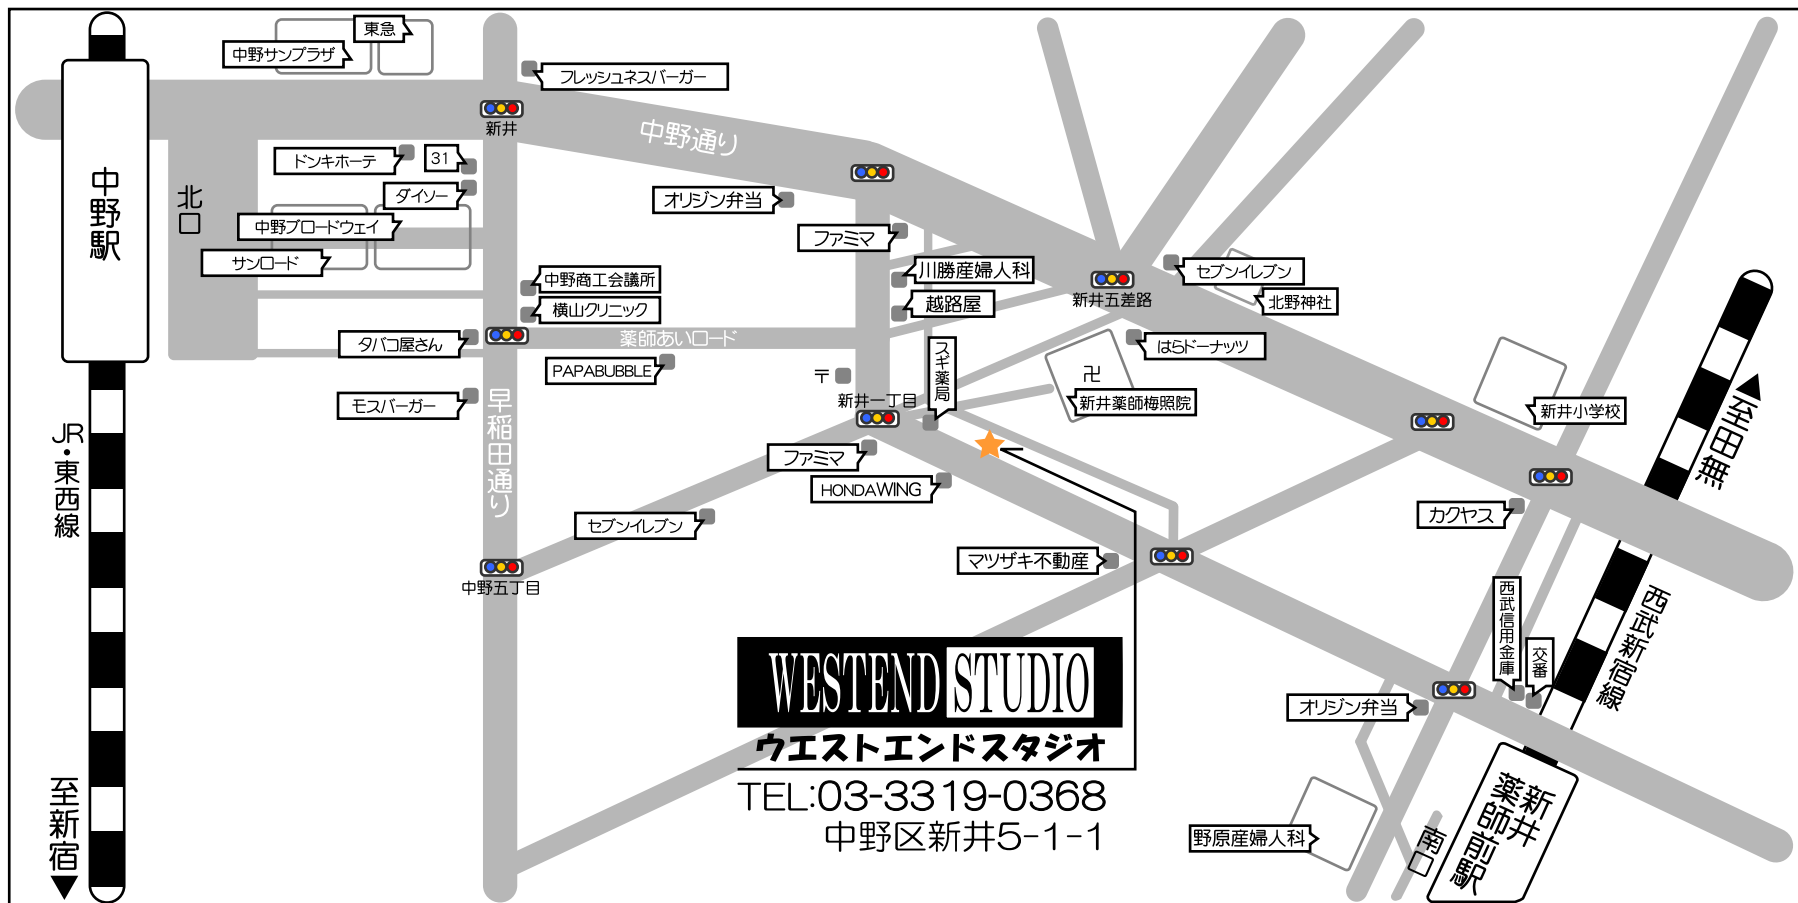 東急
中野サンプラザ
フレッシュネスバーガー
新井
中野通り
ドンキホーテ
31
ダイソー
中野ブロードウェイ
サンロード
北口
中野駅
オリジン弁当
ファミマ
川勝産婦人科
越路屋
中野商工会議所
横山クリニック
薬師あいロード
タバコ屋さん
PAPABUBBLE
モスバーガー
早稲田通り
〒
新井一丁目
スギ薬局
新井五差路
セブンイレブン
北野神社
はらドーナッツ
卍
新井薬師梅照院
新井小学校
至田無
ファミマ
HONDAWING
セブンイレブン
中野五丁目
マツザキ不動産
カクヤス
西武信用金庫
交番
西武新宿線
オリジン弁当
野原産婦人科
南口
新井
薬師前駅
JR・東西線
至新宿
WESTEND STUDIO
ウエストエンドスタジオ
TEL:03-3319-0368
中野区新井5-1-1